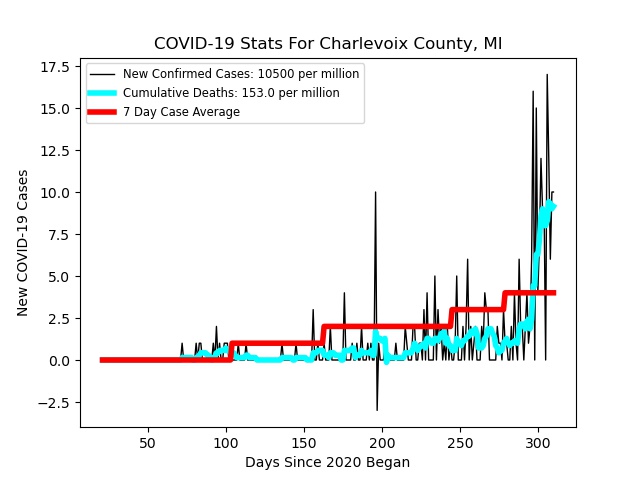 COVID-19 Stats For Charlevoix County, MI
New Confirmed Cases: 10500 per million
Cumulative Deaths: 153.0 per million
7 Day Case Average
17.5
15.0
12.5
10.0
7.5
5.0
2.5
0.0
−2.5
New COVID-19 Cases
50 100 150 200 250 300
Days Since 2020 Began